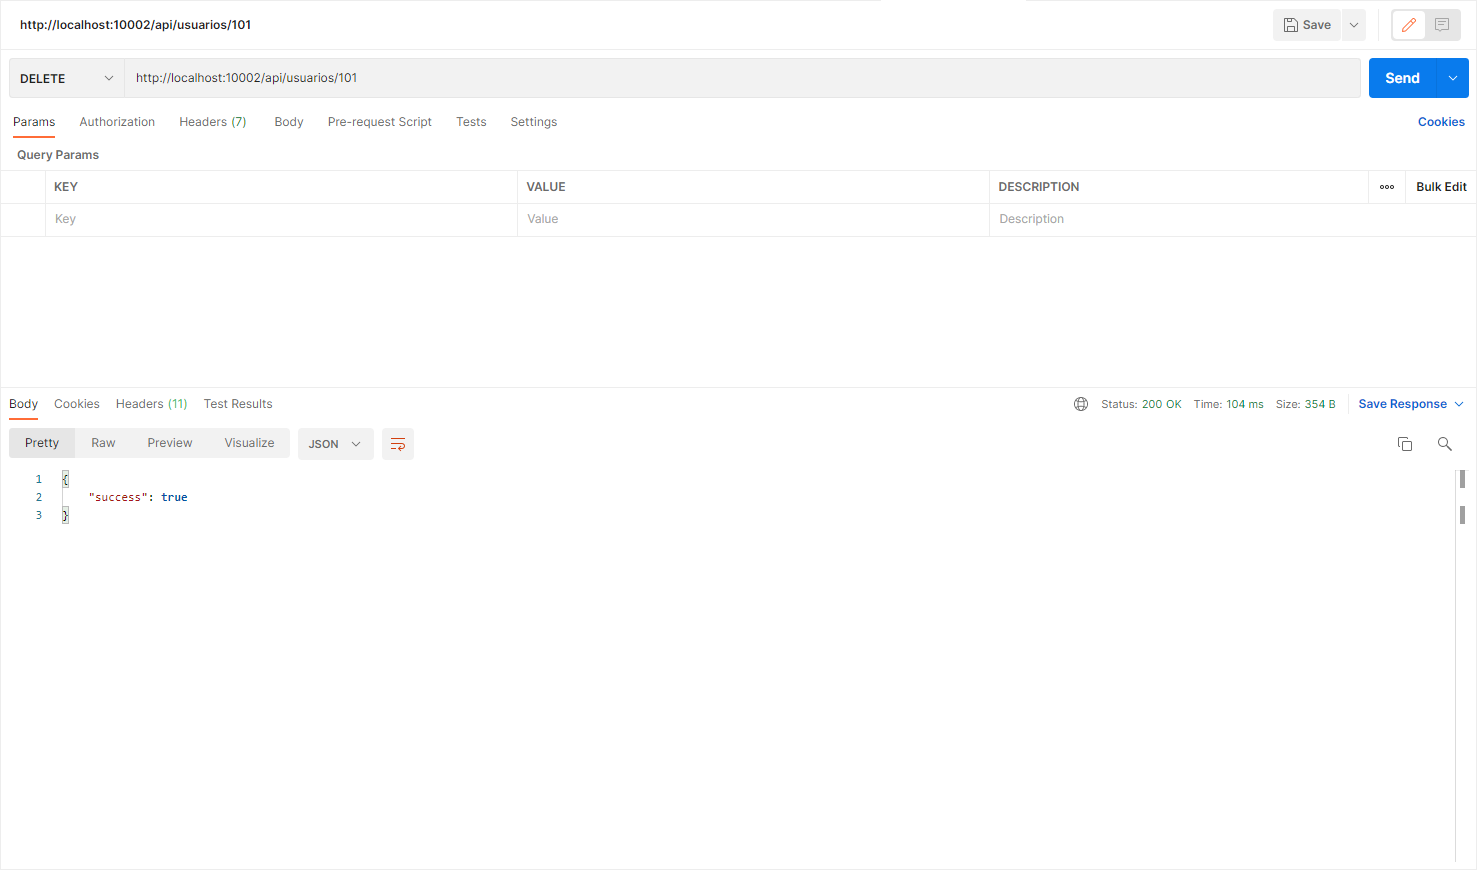 http://localhost:10002/api/usuarios/101 Save
DELETE http://localhost:10002/api/usuarios/101 Send
Params Authorization Headers (7) Body Pre-request Script Tests Settings Cookies
Query Params
KEY VALUE DESCRIPTION Bulk Edit
Key Value Description
Body Cookies Headers (11) Test Results Status: 200 OK Time: 104 ms Size: 354 B Save Response
Pretty Raw Preview Visualize JSON
1 {
2 "success": true
3 }